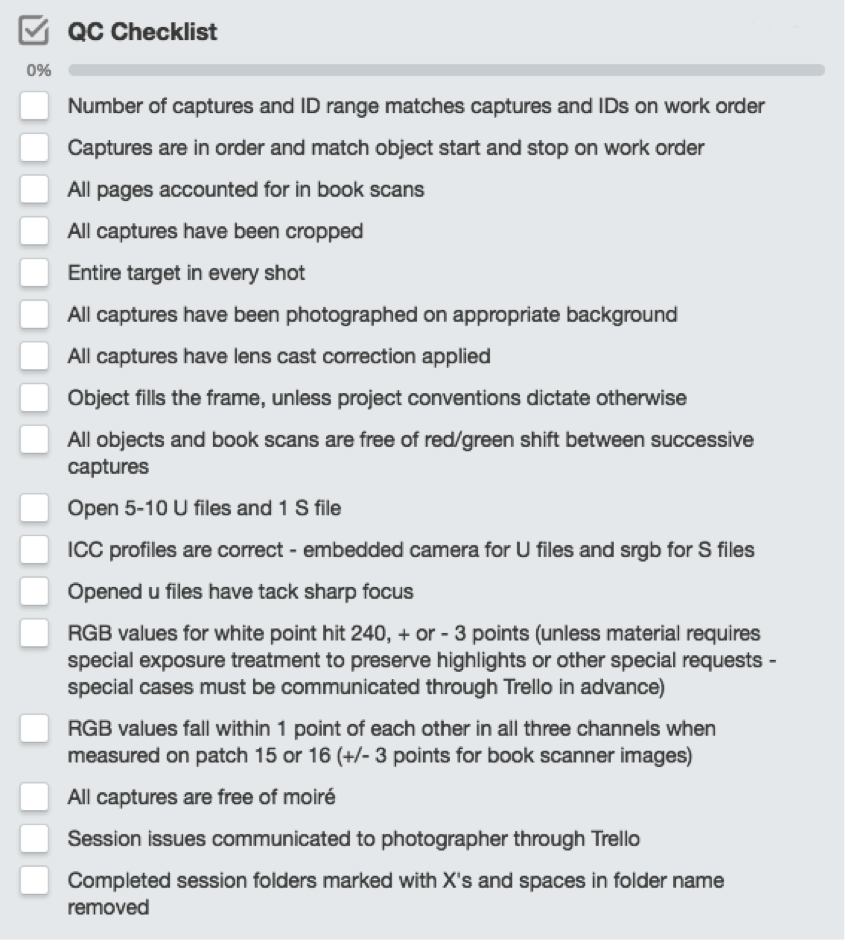 QC Checklist
0%
Number of captures and ID range matches captures and IDs on work order
Captures are in order and match object start and stop on work order
All pages accounted for in book scans
All captures have been cropped
Entire target in every shot
All captures have been photographed on appropriate background
All captures have lens cast correction applied
Object fills the frame, unless project conventions dictate otherwise
All objects and book scans are free of red/green shift between successive
captures
Open 5-10 U files and 1 S file
ICC profiles are correct - embedded camera for U files and srgb for S files
Opened u files have tack sharp focus
RGB values for white point hit 240, + or - 3 points (unless material requires
special exposure treatment to preserve highlights or other special requests -
special cases must be communicated through Trello in advance)
RGB values fall within 1 point of each other in all three channels when
measured on patch 15 or 16 (+/- 3 points for book scanner images)
All captures are free of moiré
Session issues communicated to photographer through Trello
Completed session folders marked with X's and spaces in folder name
removed